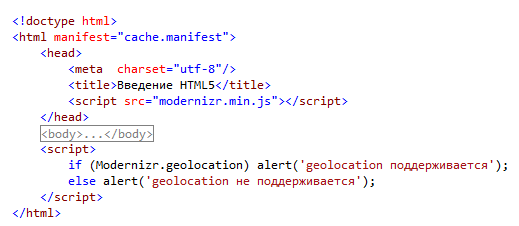 <!doctype html>
<html manifest="cache.manifest">
<head>
<meta  charset="utf-8"/>
<title>Введение HTML5</title>
<script src="modernizr.min.js"></script>
</head>
<body>...</body>
<script>
if (Modernizr.geolocation) alert('geolocation поддерживается');
else alert('geolocation не поддерживается');
</script>
</html>